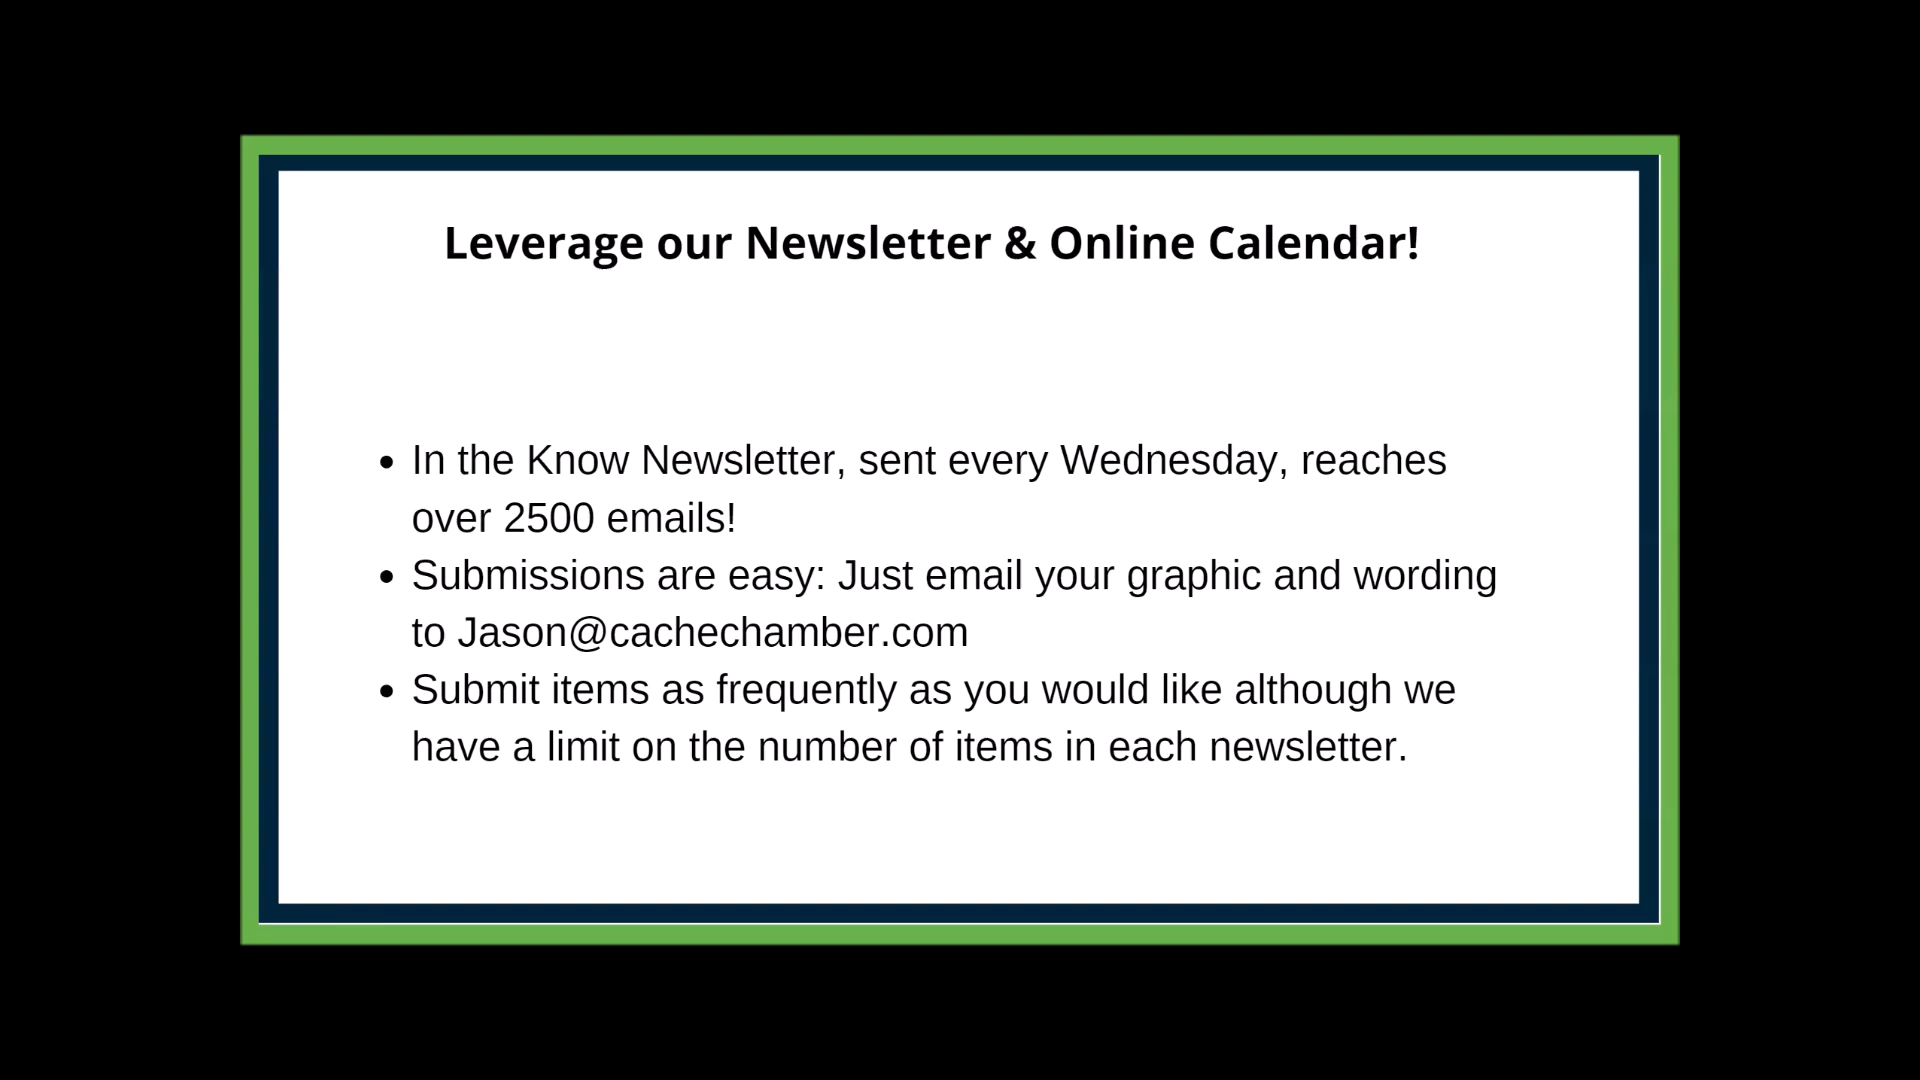 Leverage our Newsletter & Online Calendar!
• In the Know Newsletter, sent every Wednesday, reaches
over 2500 emails!
• Submissions are easy: Just email your graphic and wording
to Jason@cachechamber.com
• Submit items as frequently as you would like although we
have a limit on the number of items in each newsletter.